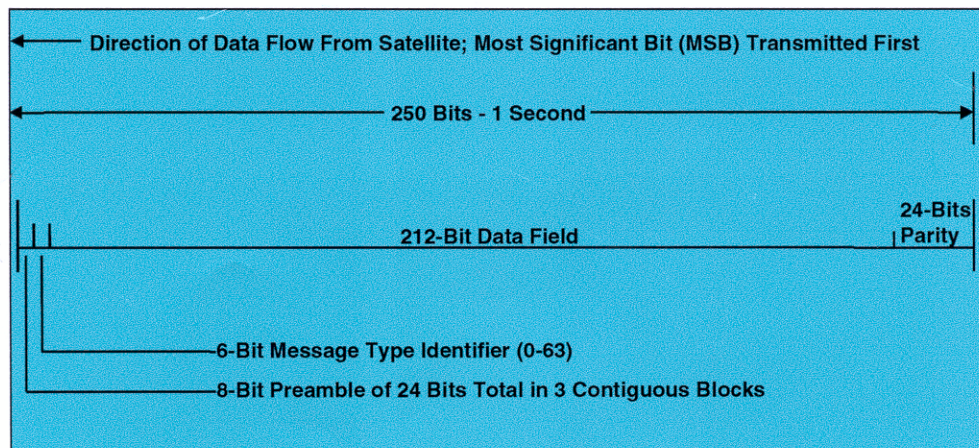 Direction of Data Flow From Satellite; Most Significant Bit (MSB) Transmitted First
250 Bits - 1 Second
24-Bits
212-Bit Data Field
Parity
6-Bit Message Type Identifier (0-63)
8-Bit Preamble of 24 Bits Total in 3 Contiguous Blocks